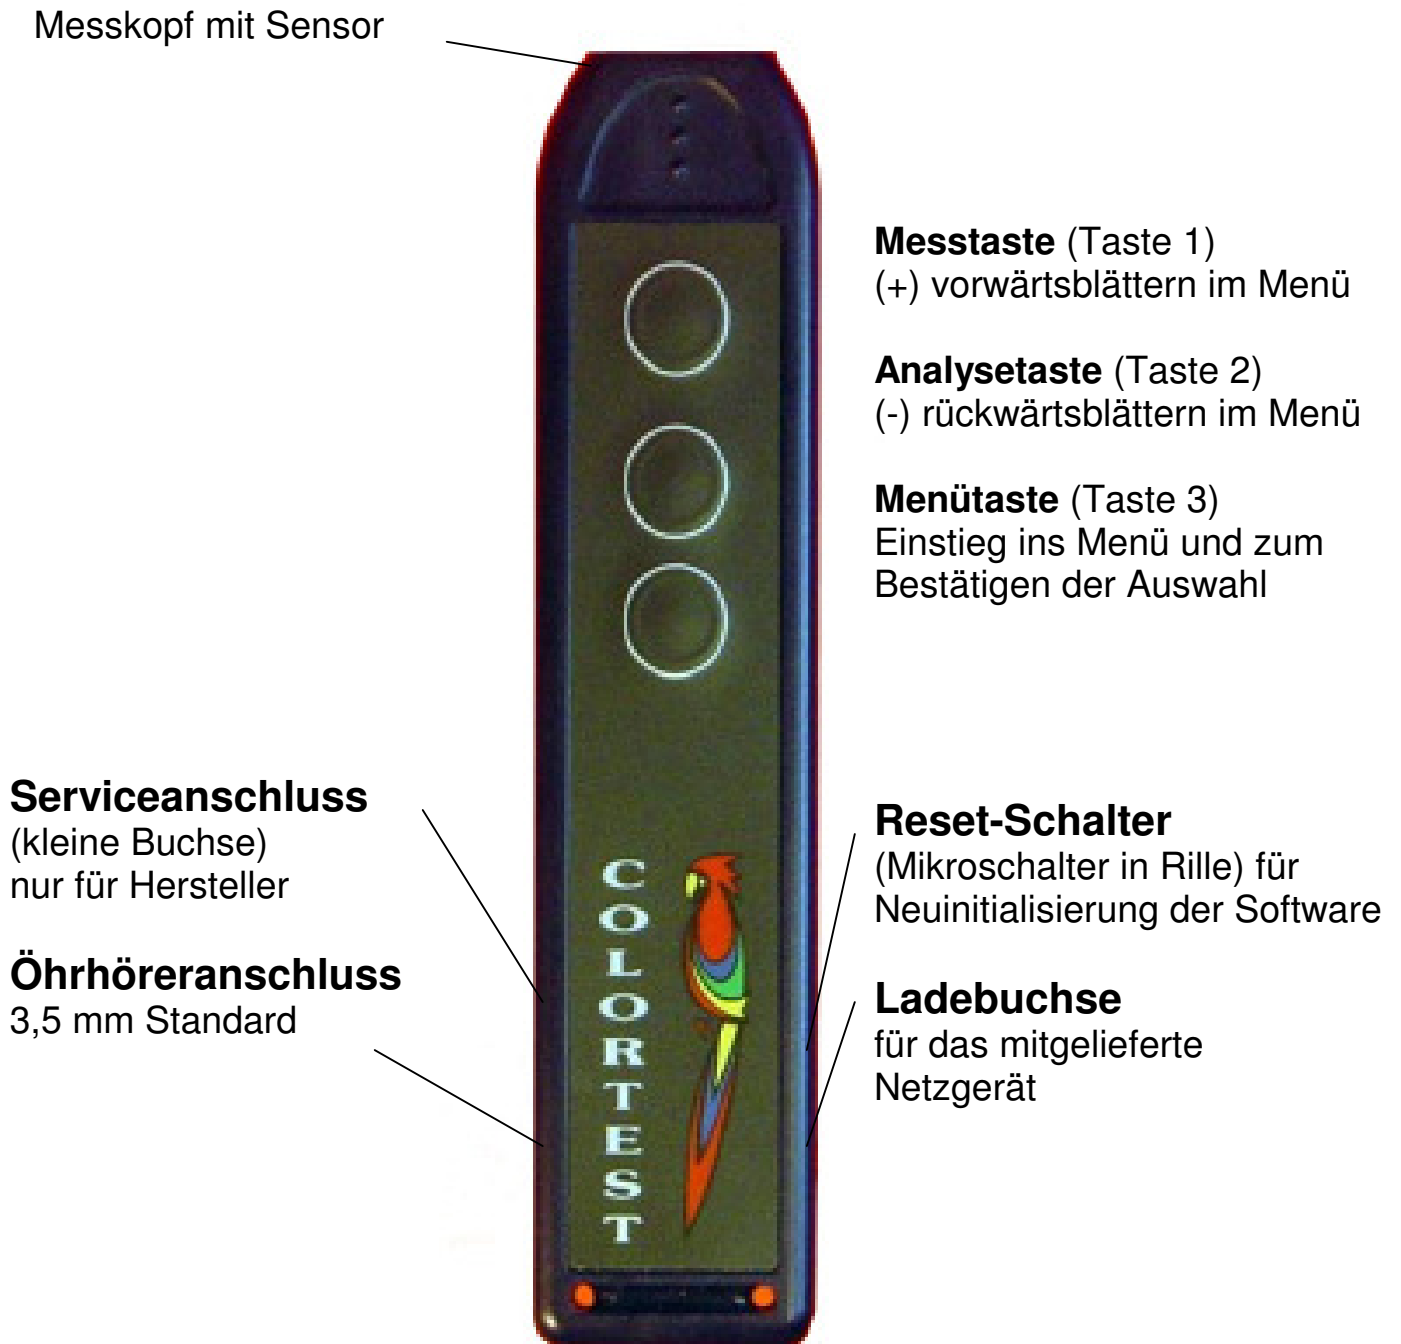 Messkopf mit Sensor
Messtaste (Taste 1)
(+) vorwärtsblättern im Menü
Analysetaste (Taste 2)
(-) rückwärtsblättern im Menü
Menütaste (Taste 3)
Einstieg ins Menü und zum
Bestätigen der Auswahl
Serviceanschluss
(kleine Buchse)
nur für Hersteller
Öhrhöreranschluss
3,5 mm Standard
COLORTEST
Reset-Schalter
(Mikroschalter in Rille) für
Neuinitialisierung der Software
Ladebuchse
für das mitgelieferte
Netzgerät